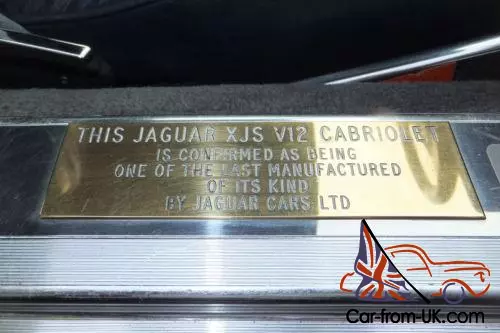 THIS JAGUAR XJS V12 CABRIOLET
IS CONFIRMED AS BEING
ONE OF THE LAST MANUFACTURED
OF ITS KIND
BY JAGUAR CARS LTD
Car-from-UK.com